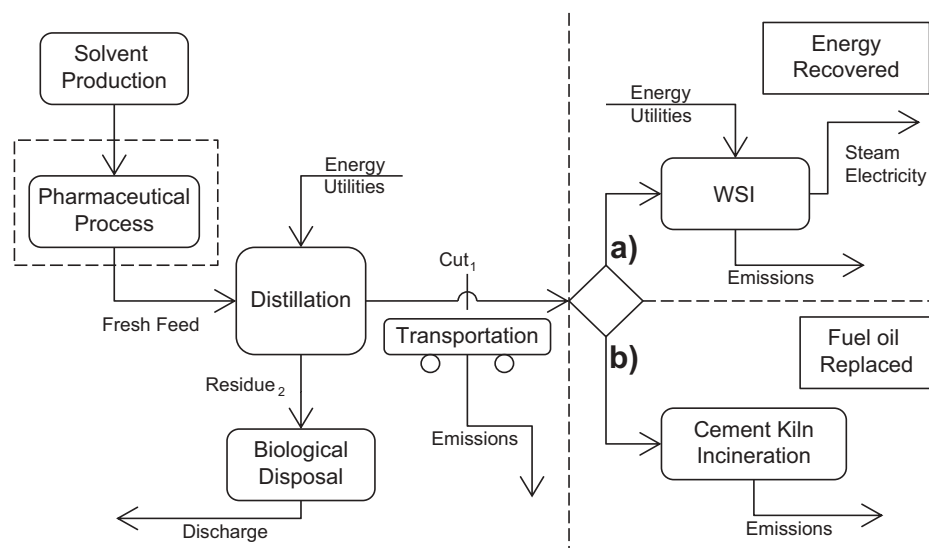 Solvent
Production
Pharmaceutical
Process
Fresh Feed
Energy
Utilities
Distillation
Residue2
Biological
Disposal
Discharge
Cut1
Transportation
Emissions
a)
b)
Energy
Utilities
WSI
Steam
Electricity
Emissions
Energy
Recovered
Fuel oil
Replaced
Cement Kiln
Incineration
Emissions